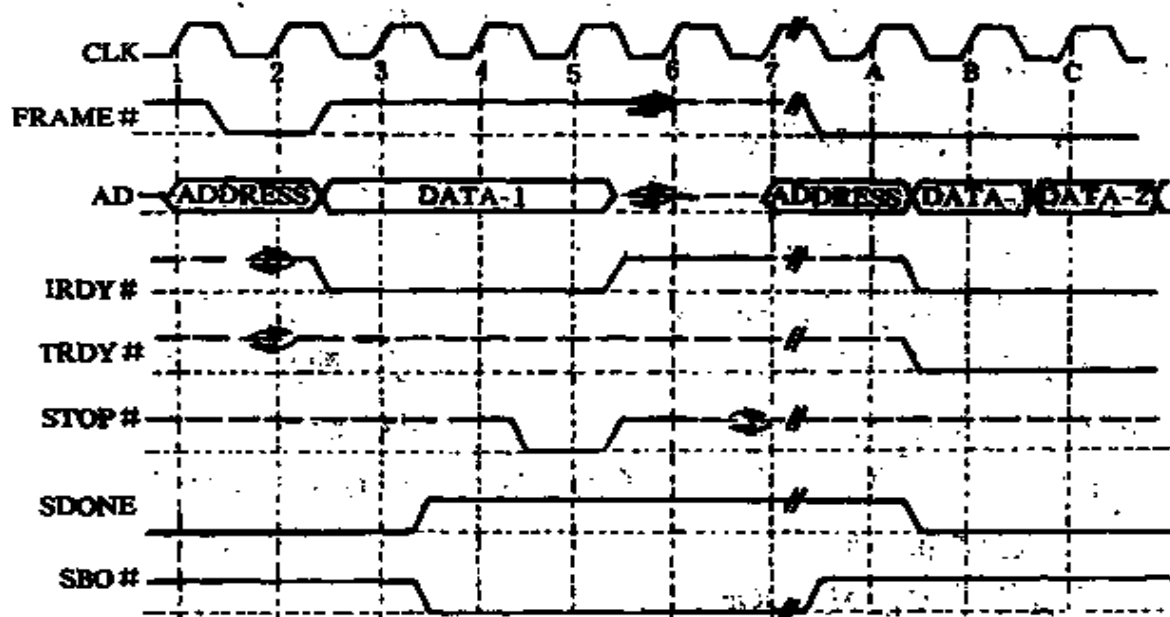 CLK
1 2 3 4 5 6 7 A B C
FRAME #
AD ADDRESS DATA-1 ADDRESS DATA- DATA-2
IRDY #
TRDY #
STOP #
SDONE
SBO #